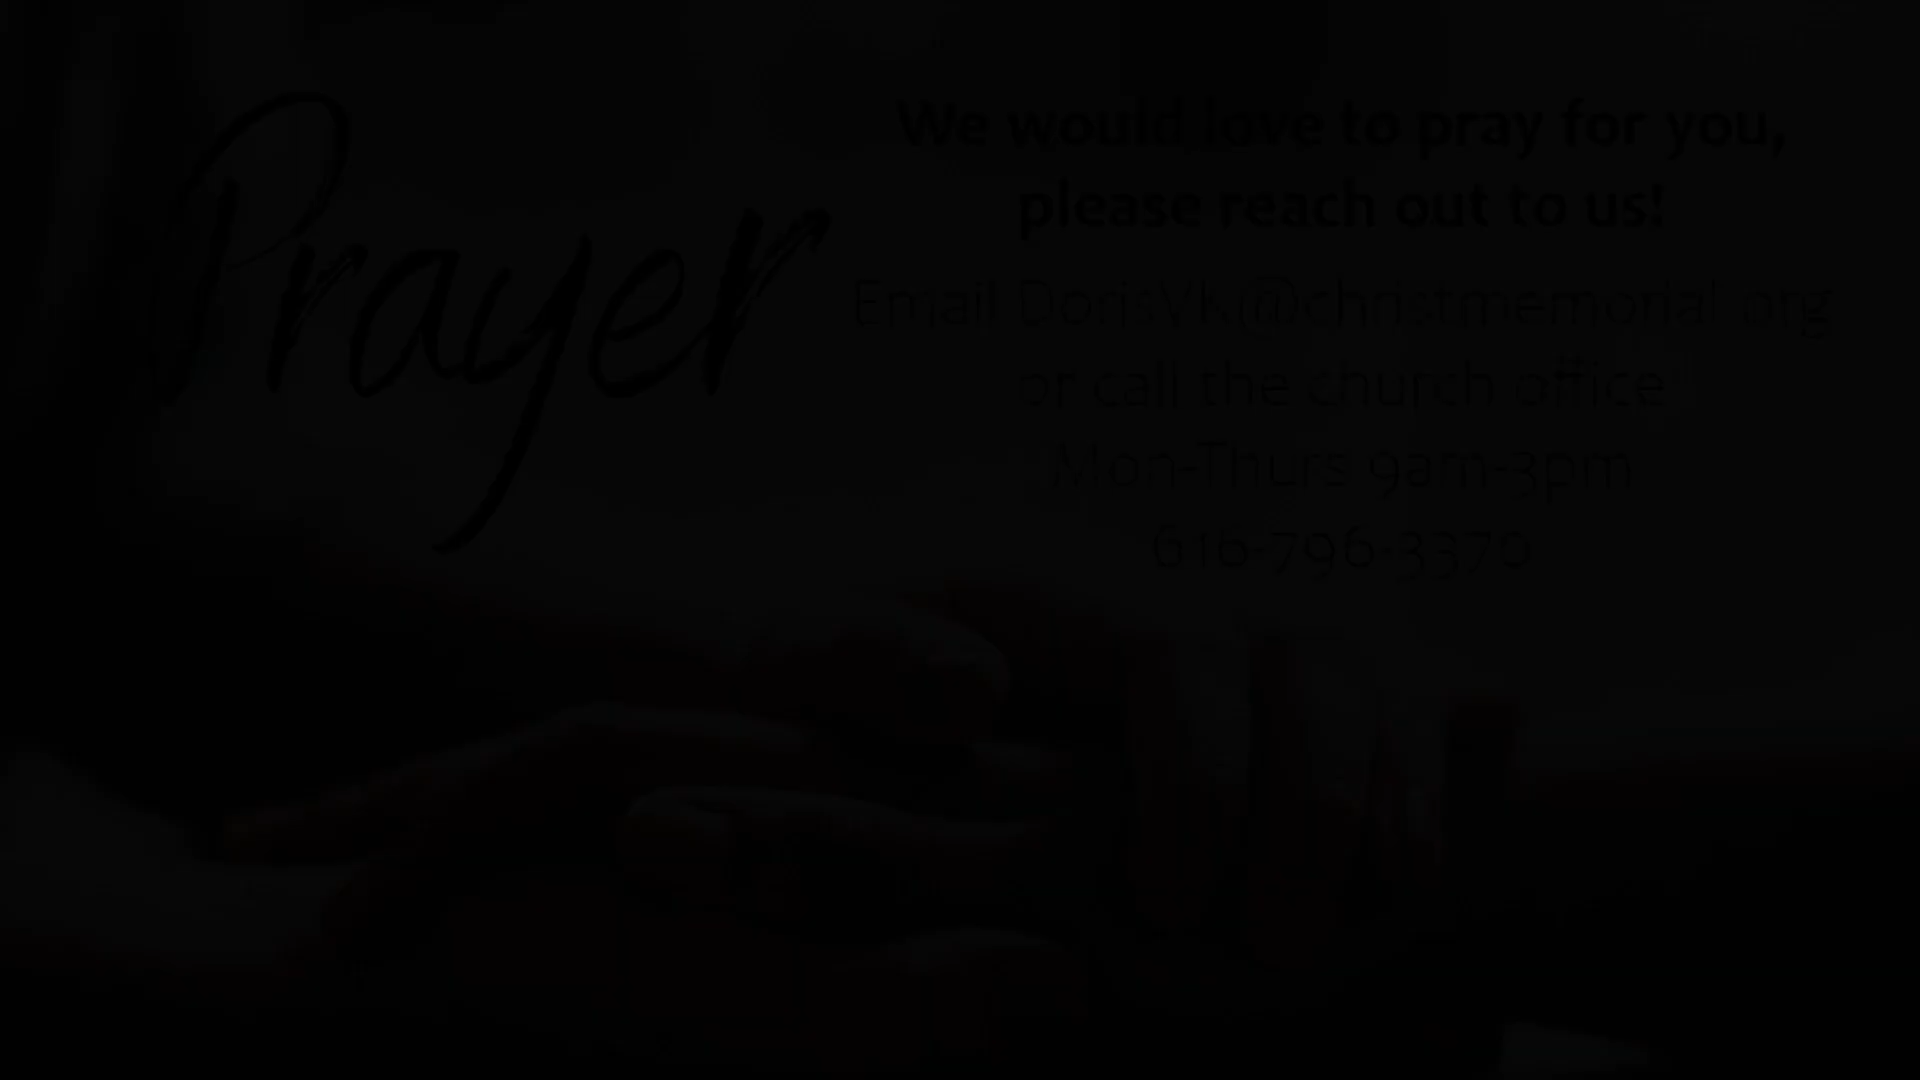 Prayer
We would love to pray for you,
please reach out to us!
Email DorisVK@christmemorial.org
or call the church office
Mon-Thurs 9am-3pm
616-796-3370